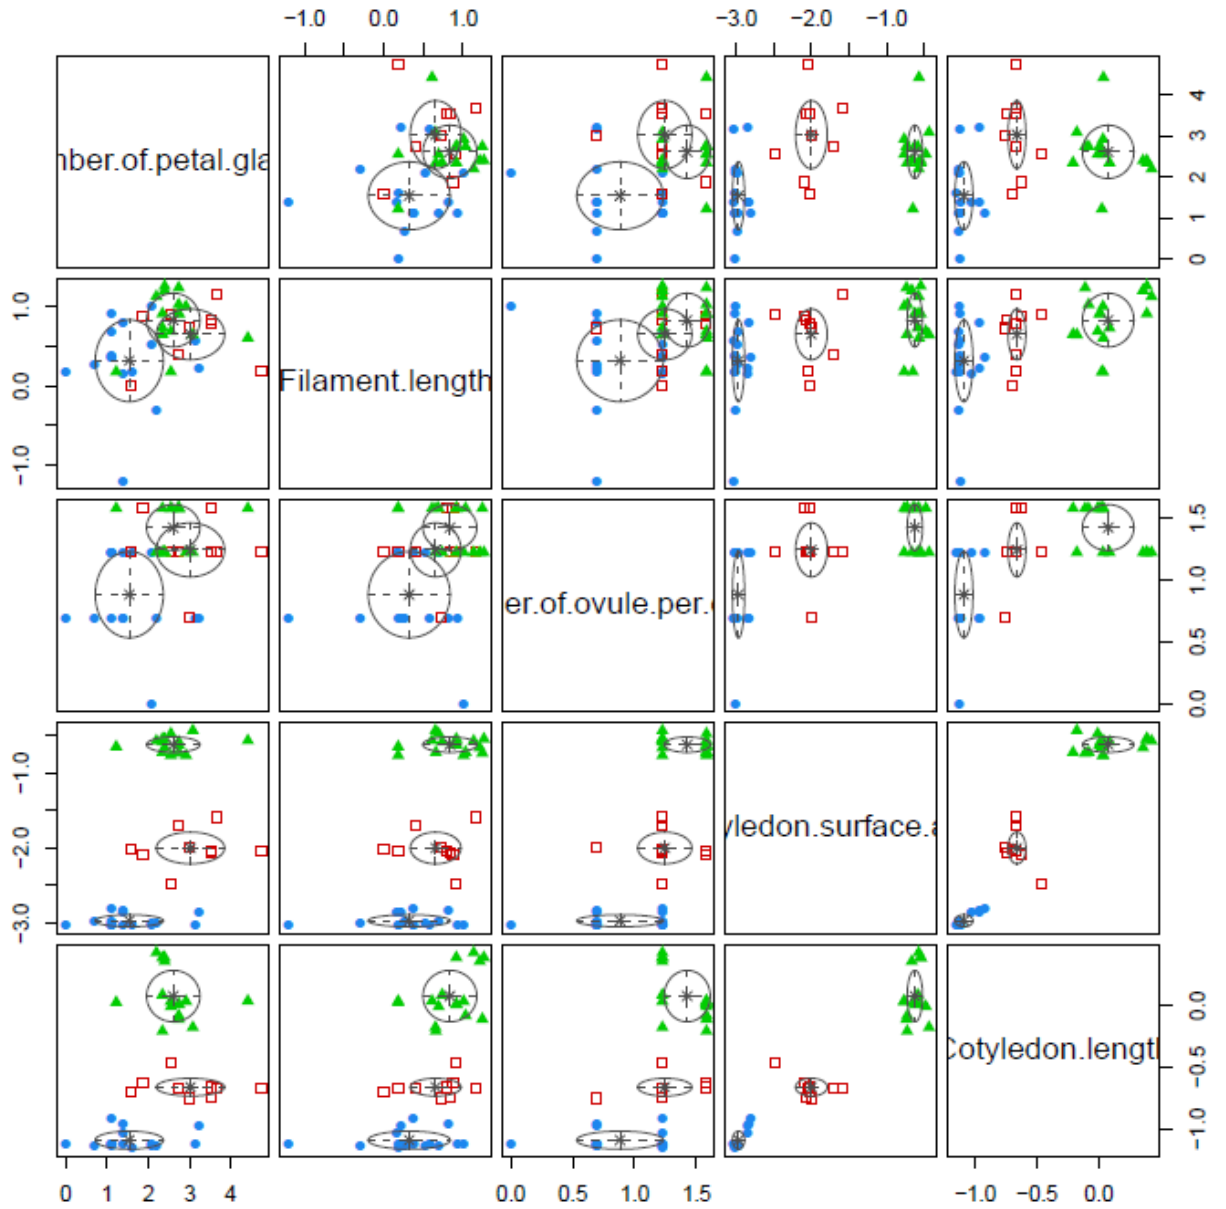 −1.0 0.0 1.0 −3.0 −2.0 −1.0
nber.of.petal.gla
0 1 2 3 4
−1.0 0.0 1.0
Filament.length
er.of.ovule.per.
0.0 0.5 1.0 1.5
−3.0 −2.0 −1.0
yledon.surface.a
Cotyledon.lengt
−1.0 −0.5 0.0
0 1 2 3 4 0.0 0.5 1.0 1.5 −1.0 −0.5 0.0